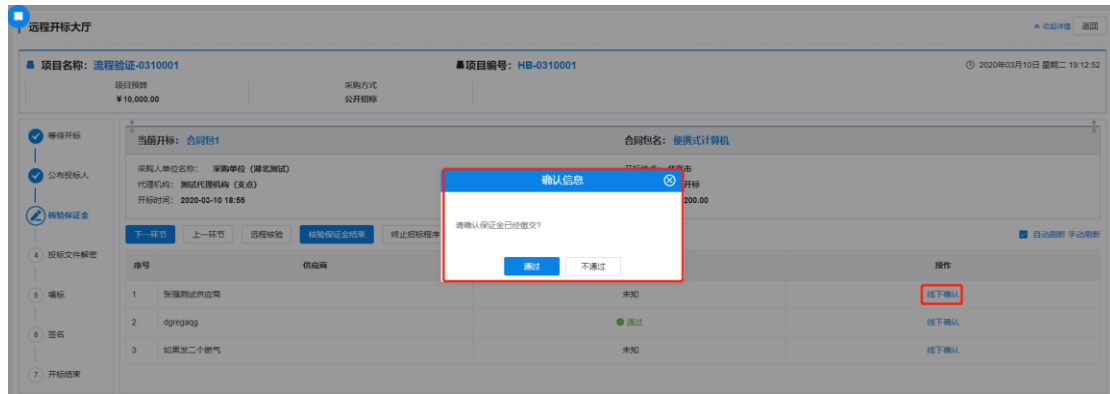 远程开标大厅
收起详情 返回
项目名称：流程验证-0310001 项目编号：HB-0310001 2020年03月10日 星期二 19:12:52
项目预算 采购方式
￥10,000.00 公开招标
等待开标
公布投标人
核验保证金
4 投标文件解密
5 唱标
6 签名
7 开标结果
当前开标：合同包1 合同包名：便携式计算机
采购人单位名称： 采购单位（湖北测试）
代理机构：测试代理机构（支点） 开标
开标时间：2020-03-10 18:55 200.00
确认信息
请确认保证金已经缴交?
通过 不通过
下一环节 上一环节 远程核验 核验保证金结束 终止招标程序 自动刷新 手动刷新
序号 供应商 操作
1 张强测试供应商 未知 线下确认
2 dgregaqg 通过 线下确认
3 如果发二个燃气 未知 线下确认